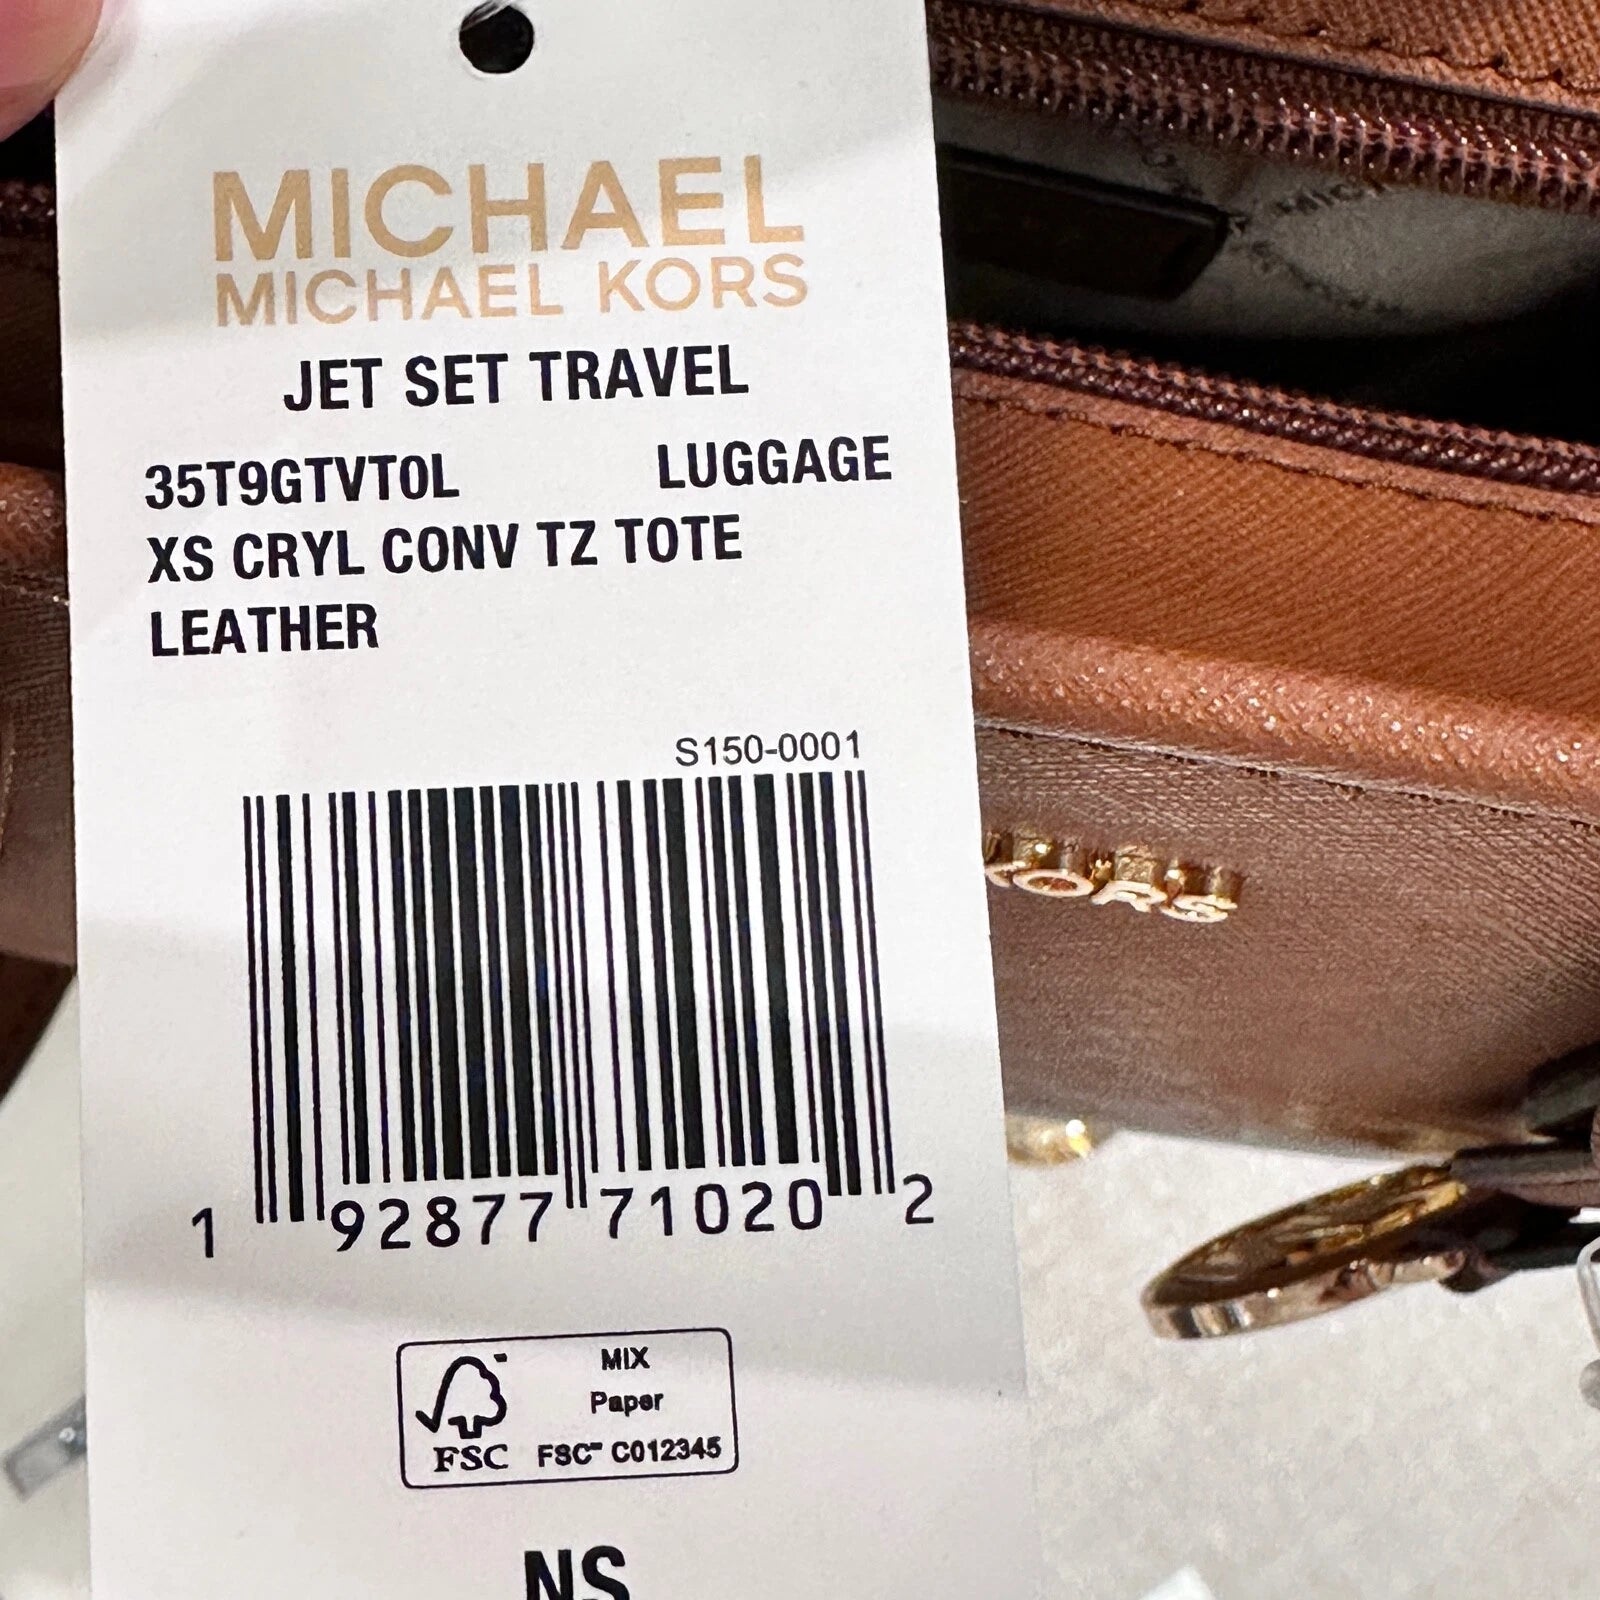 MICHAEL
MICHAEL KORS
JET SET TRAVEL
35T9GTVT0L LUGGAGE
XS CRYL CONV TZ TOTE
LEATHER
S150-0001
1 92877 71020 2
MIX
Paper
FSC FSC™ C012345
NS
KORS